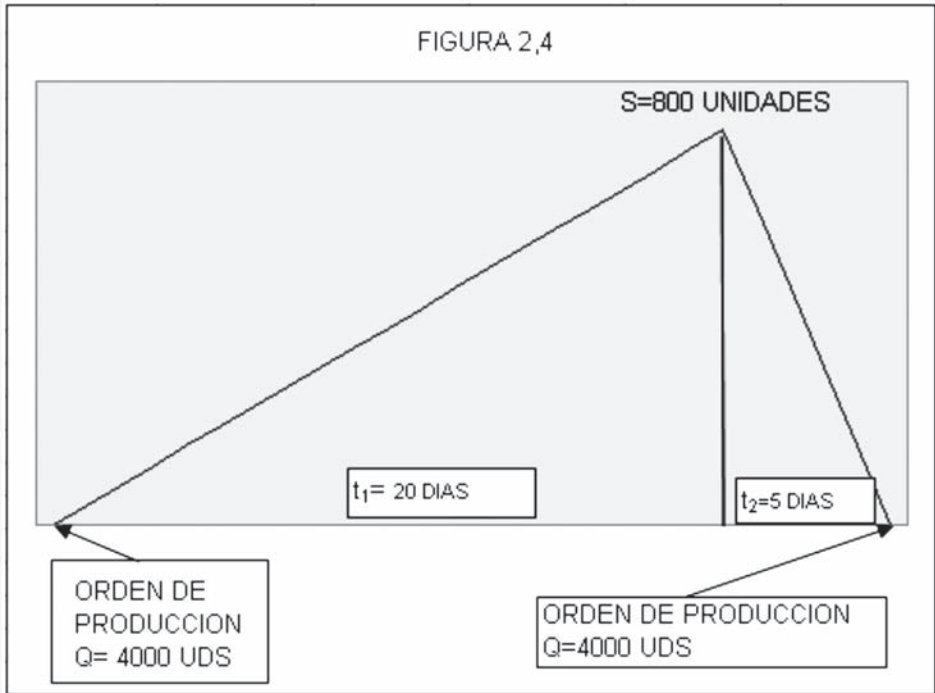 FIGURA 2,4
S=800 UNIDADES
t₁= 20 DIAS
t₂=5 DIAS
ORDEN DE
PRODUCCION
Q= 4000 UDS
ORDEN DE PRODUCCION
Q=4000 UDS